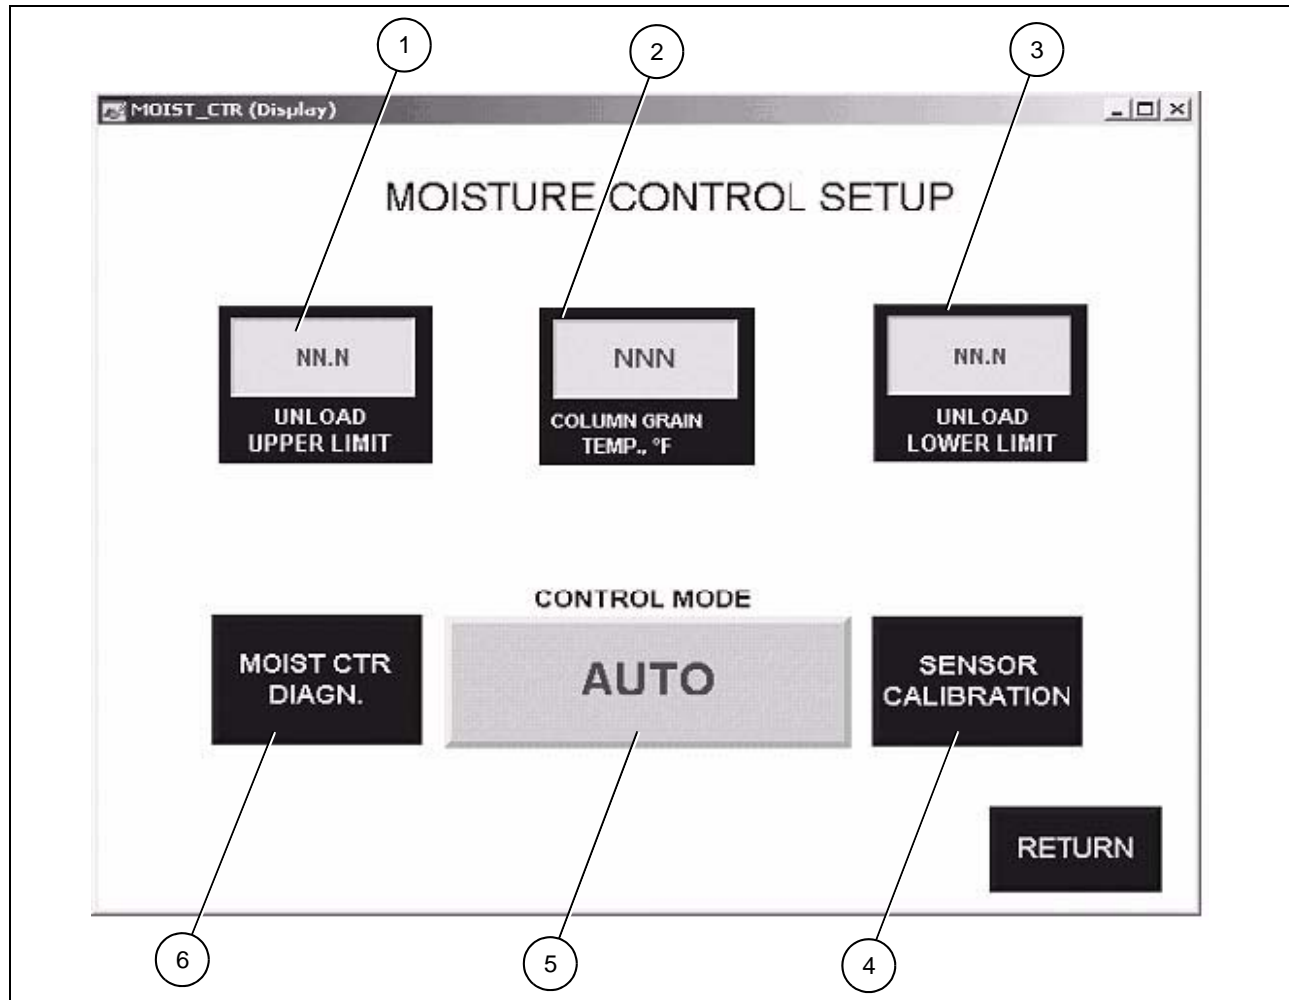 1
2
3
MOIST_CTR (Display)
MOISTURE CONTROL SETUP
NN.N
UNLOAD
UPPER LIMIT
NNN
COLUMN GRAIN
TEMP., °F
NN.N
UNLOAD
LOWER LIMIT
CONTROL MODE
MOIST CTR
DIAGN.
AUTO
SENSOR
CALIBRATION
RETURN
6
5
4